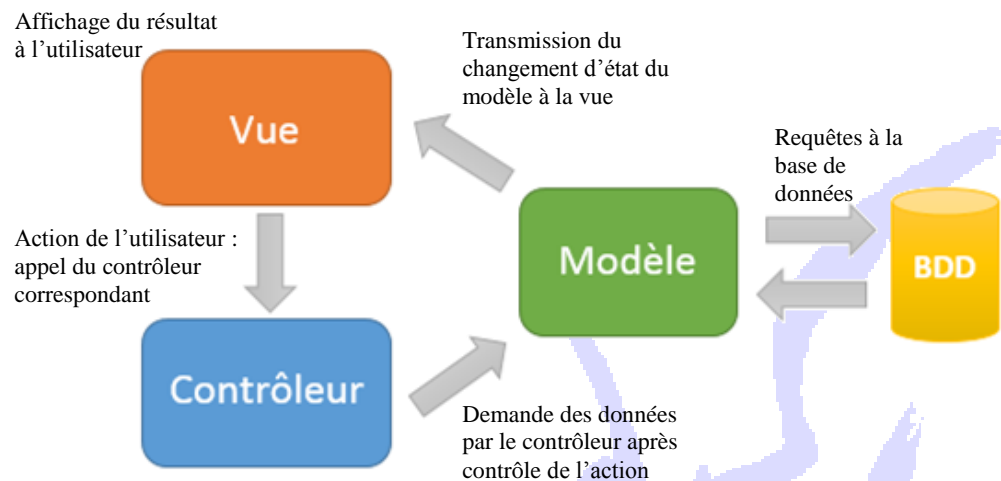 Affichage du résultat
à l’utilisateur
Transmission du
changement d’état du
modèle à la vue
Vue
Requêtes à la
base de
données
Action de l’utilisateur :
appel du contrôleur
correspondant
Modèle
BDD
Contrôleur
Demande des données
par le contrôleur après
contrôle de l’action